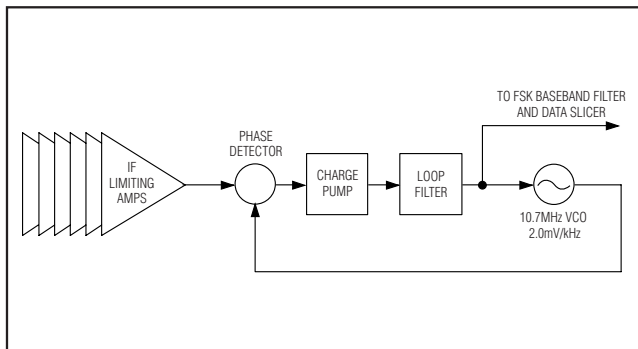 TO FSK BASEBAND FILTER
AND DATA SLICER
PHASE
DETECTOR
IF
LIMITING
AMPS
CHARGE
PUMP
LOOP
FILTER
10.7MHz VCO
2.0mV/kHz